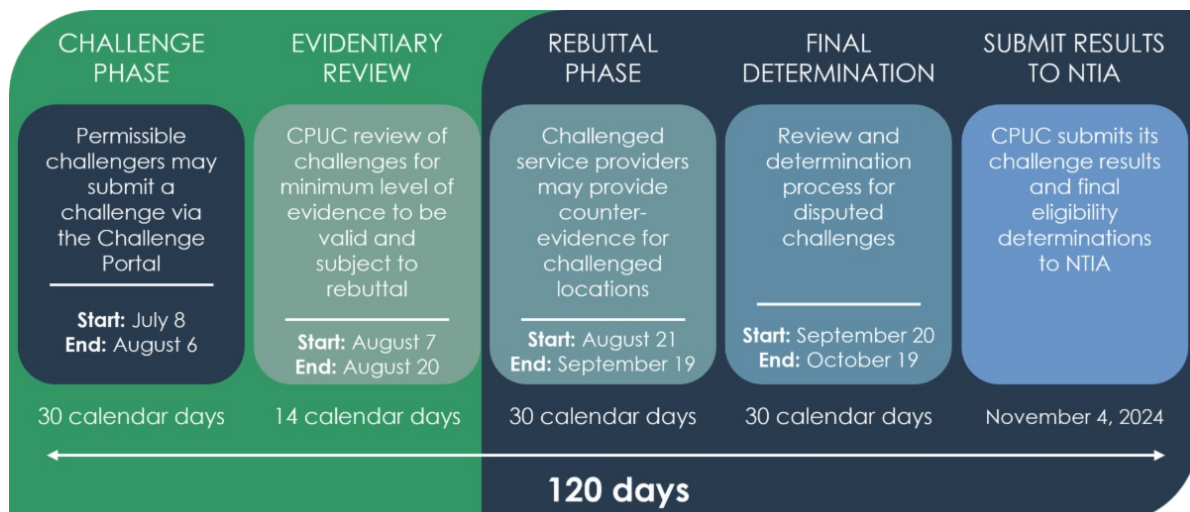 CHALLENGE
PHASE
Permissible
challengers may
submit a
challenge via
the Challenge
Portal
Start: July 8
End: August 6
30 calendar days
EVIDENTIARY
REVIEW
CPUC review of
challenges for
minimum level of
evidence to be
valid and
subject to
rebuttal
Start: August 7
End: August 20
14 calendar days
REBUTTAL
PHASE
Challenged
service providers
may provide
counter-
evidence for
challenged
locations
Start: August 21
End: September 19
30 calendar days
FINAL
DETERMINATION
Review and
determination
process for
disputed
challenges
Start: September 20
End: October 19
30 calendar days
SUBMIT RESULTS
TO NTIA
CPUC submits its
challenge results
and final
eligibility
determinations
to NTIA
November 4, 2024
120 days